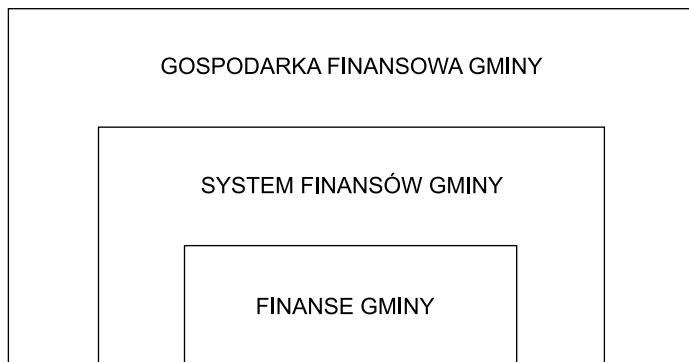 GOSPODARKA FINANSOWA GMINY
SYSTEM FINANSÓW GMINY
FINANSE GMINY